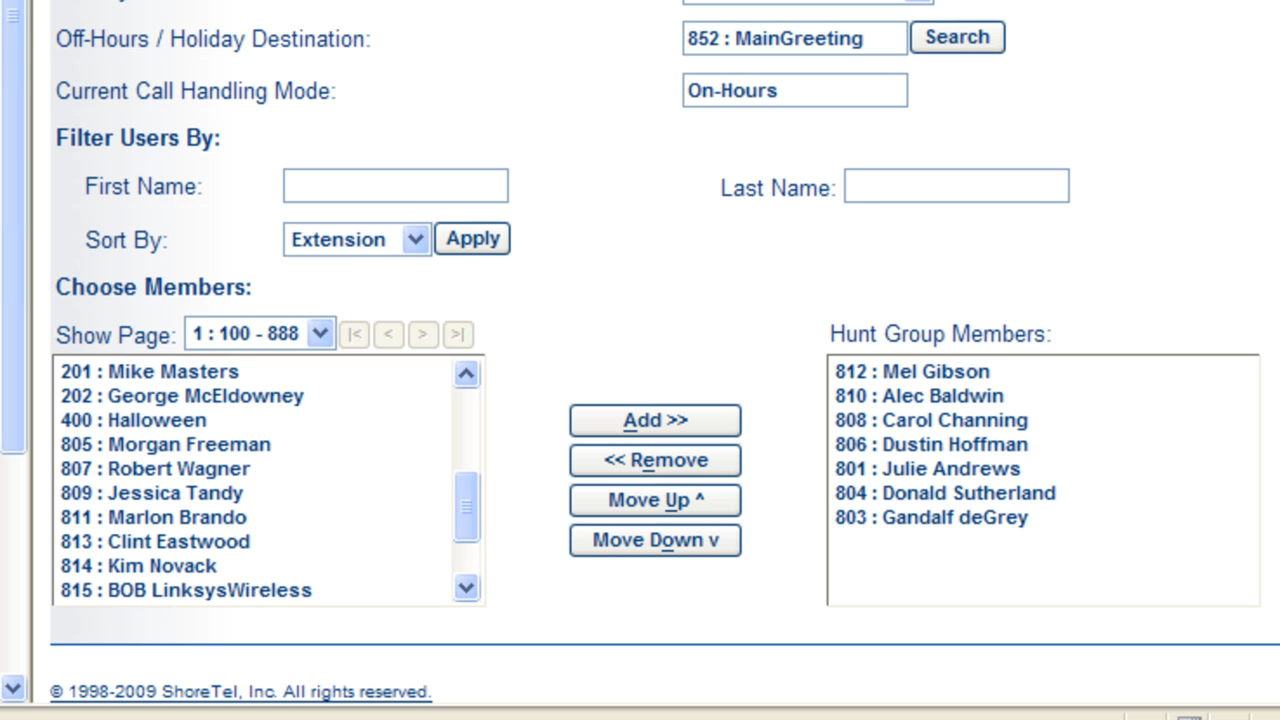 Off-Hours / Holiday Destination: 852 : MainGreeting Search
Current Call Handling Mode: On-Hours
Filter Users By:
First Name: Last Name:
Sort By: Extension Apply
Choose Members:
Show Page: 1 : 100 - 888 |< < > >| Hunt Group Members:
201 : Mike Masters
202 : George McEldowney
400 : Halloween
805 : Morgan Freeman
807 : Robert Wagner
809 : Jessica Tandy
811 : Marlon Brando
813 : Clint Eastwood
814 : Kim Novack
815 : BOB LinksysWireless
Add >>
<< Remove
Move Up ^
Move Down v
812 : Mel Gibson
810 : Alec Baldwin
808 : Carol Channing
806 : Dustin Hoffman
801 : Julie Andrews
804 : Donald Sutherland
803 : Gandalf deGrey
© 1998-2009 ShoreTel, Inc. All rights reserved.